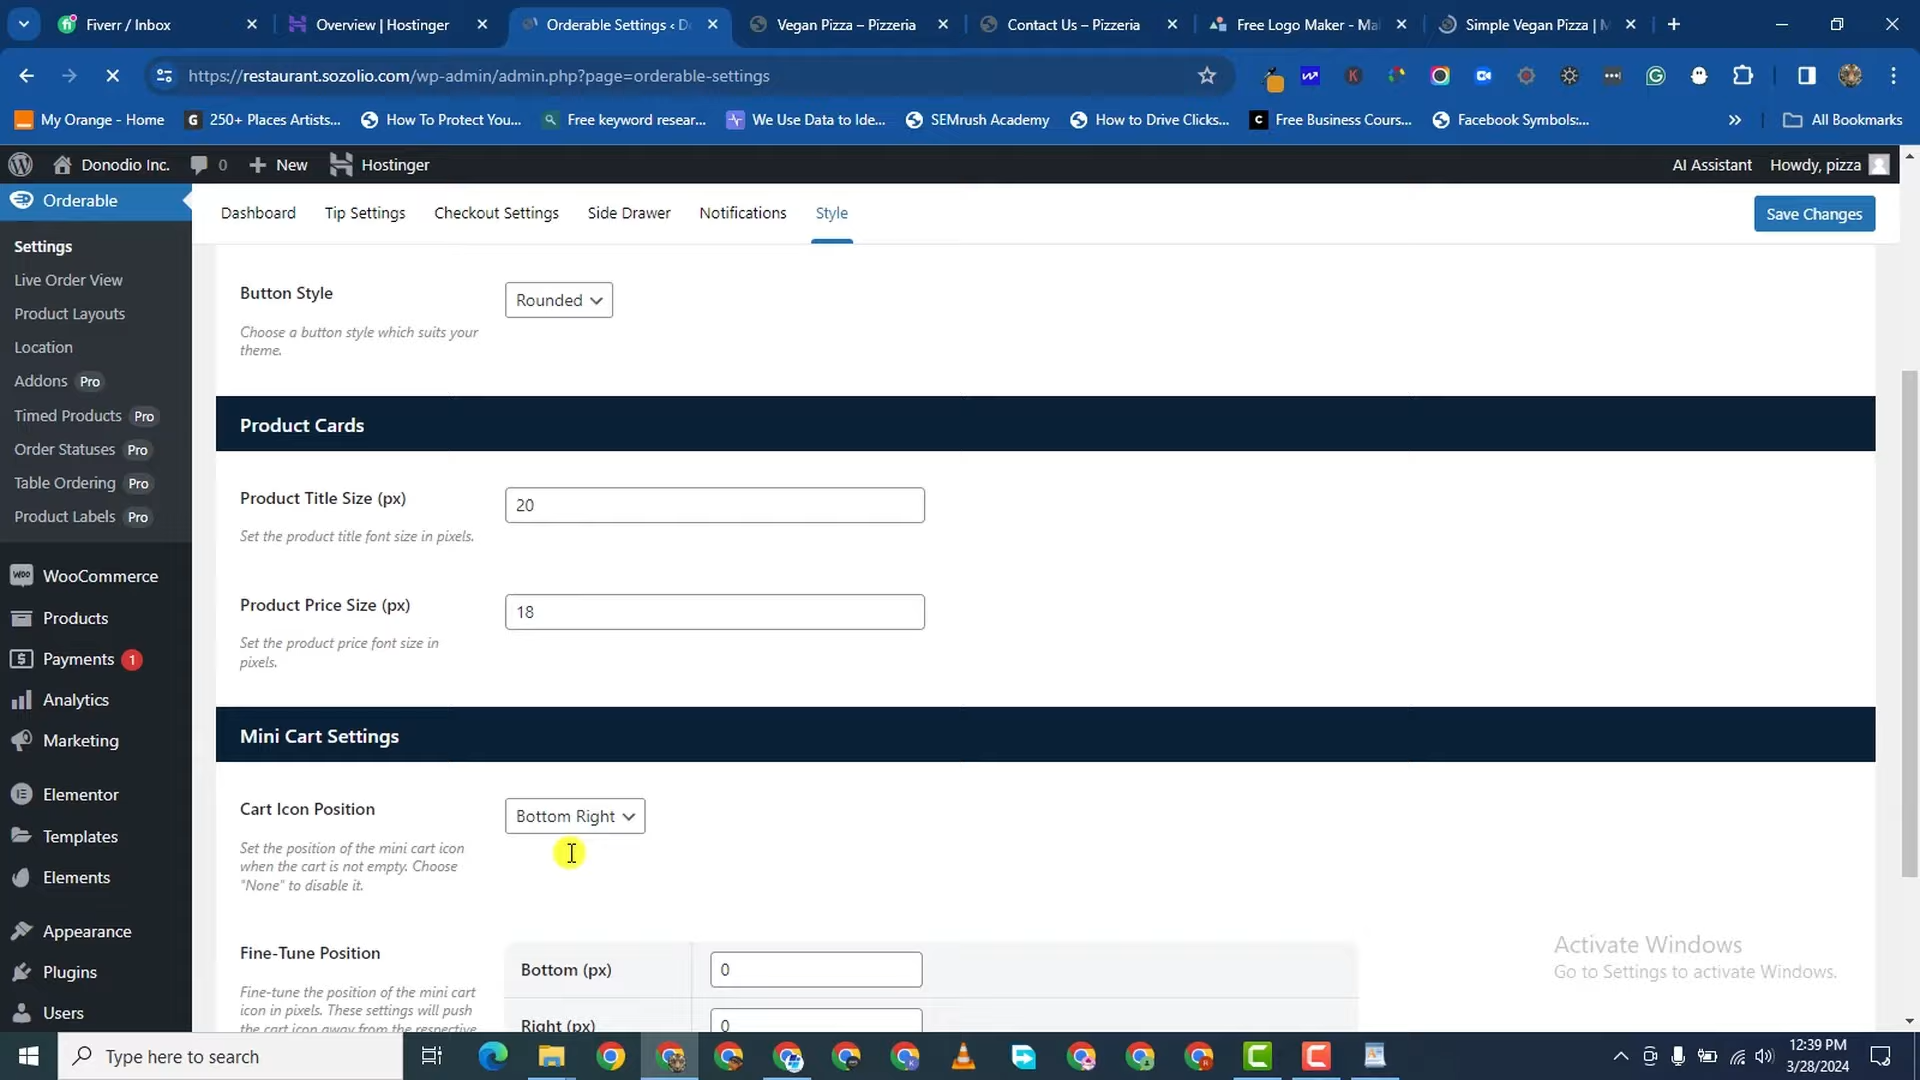 Fiverr / Inbox
Overview | Hostinger
Orderable Settings ‹ D
Vegan Pizza – Pizzeria
Contact Us – Pizzeria
Free Logo Maker - Ma
Simple Vegan Pizza | M
https://restaurant.sozolio.com/wp-admin/admin.php?page=orderable-settings
My Orange - Home
250+ Places Artists...
How To Protect You...
Free keyword resear...
We Use Data to Ide...
SEMrush Academy
How to Drive Clicks...
Free Business Cours...
Facebook Symbols:...
All Bookmarks
Donodio Inc.
0
New
Hostinger
AI Assistant
Howdy, pizza
Orderable
Settings
Live Order View
Product Layouts
Location
Addons Pro
Timed Products Pro
Order Statuses Pro
Table Ordering Pro
Product Labels Pro
WooCommerce
Products
Payments 1
Analytics
Marketing
Elementor
Templates
Elements
Appearance
Plugins
Users
Dashboard
Tip Settings
Checkout Settings
Side Drawer
Notifications
Style
Save Changes
Button Style
Choose a button style which suits your
theme.
Rounded
Product Cards
Product Title Size (px)
Set the product title font size in pixels.
20
Product Price Size (px)
Set the product price font size in
pixels.
18
Mini Cart Settings
Cart Icon Position
Set the position of the mini cart icon
when the cart is not empty. Choose
"None" to disable it.
Bottom Right
Fine-Tune Position
Fine-tune the position of the mini cart
icon in pixels. These settings will push
the cart icon away from the respective
Bottom (px)
0
Right (px)
0
Activate Windows
Go to Settings to activate Windows.
Type here to search
12:39 PM
3/28/2024